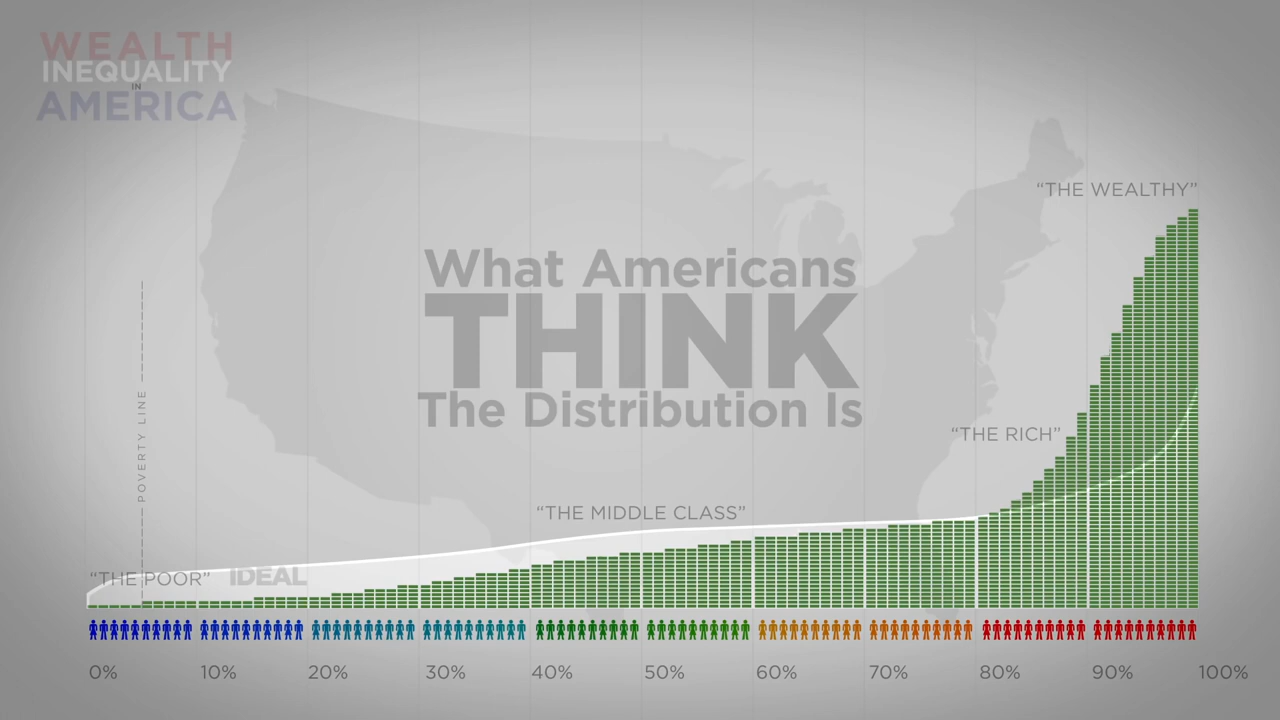 WEALTH
INEQUALITY
IN
AMERICA
“THE WEALTHY”
What Americans
THINK
The Distribution Is
POVERTY LINE
“THE RICH”
“THE MIDDLE CLASS”
“THE POOR”
IDEAL
0% 10% 20% 30% 40% 50% 60% 70% 80% 90% 100%